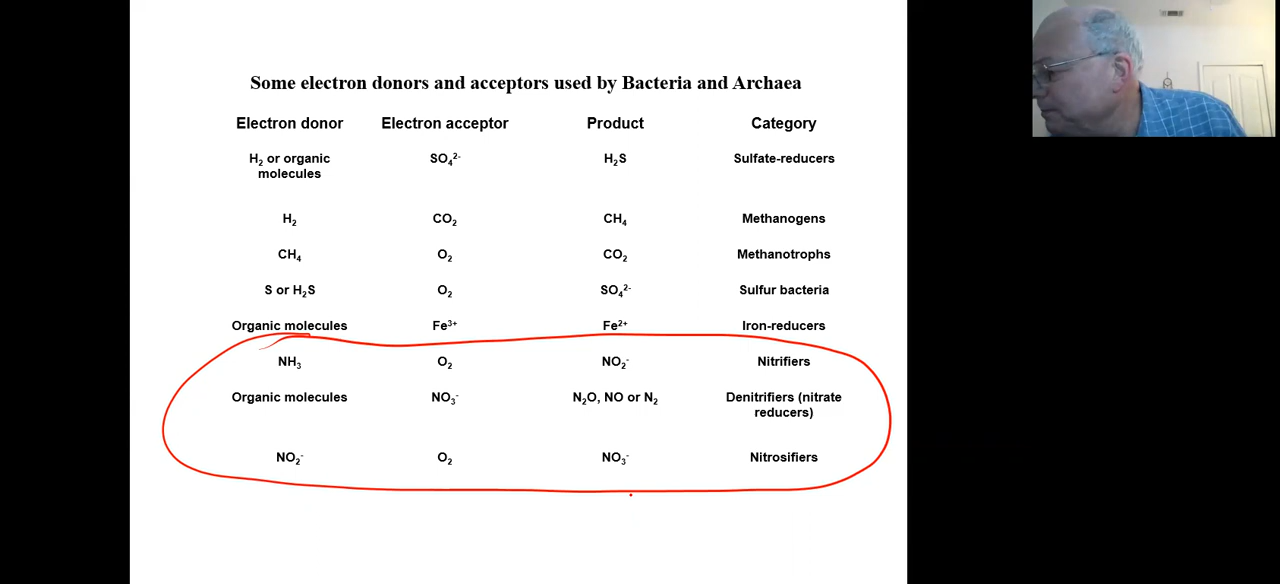 Some electron donors and acceptors used by Bacteria and Archaea
Electron donor Electron acceptor Product Category
H₂ or organic molecules SO₄²⁻ H₂S Sulfate-reducers
H₂ CO₂ CH₄ Methanogens
CH₄ O₂ CO₂ Methanotrophs
S or H₂S O₂ SO₄²⁻ Sulfur bacteria
Organic molecules Fe³⁺ Fe²⁺ Iron-reducers
NH₃ O₂ NO₂⁻ Nitrifiers
Organic molecules NO₃⁻ N₂O, NO or N₂ Denitrifiers (nitrate reducers)
NO₂⁻ O₂ NO₃⁻ Nitrosifiers